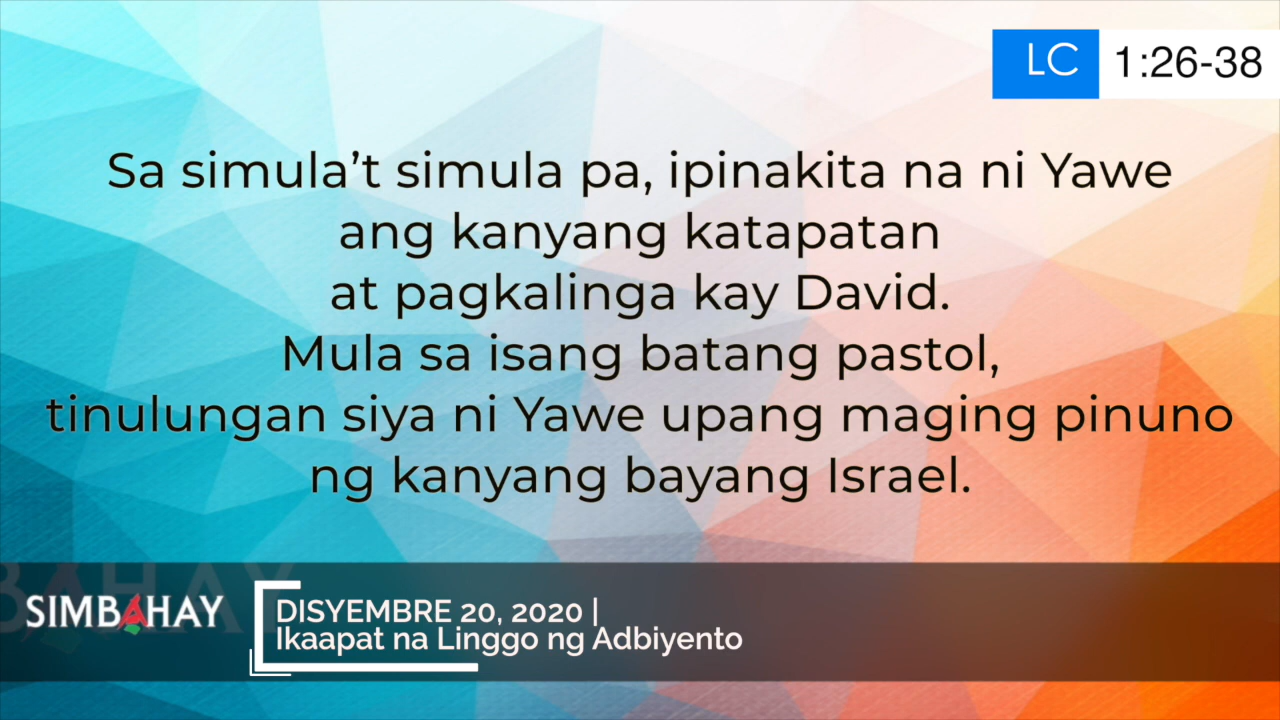 LC 1:26-38
Sa simula’t simula pa, ipinakita na ni Yawe
ang kanyang katapatan
at pagkalinga kay David.
Mula sa isang batang pastol,
tinulungan siya ni Yawe upang maging pinuno
ng kanyang bayang Israel.
SIMBAHAY
DISYEMBRE 20, 2020 |
Ikaapat na Linggo ng Adbiyento